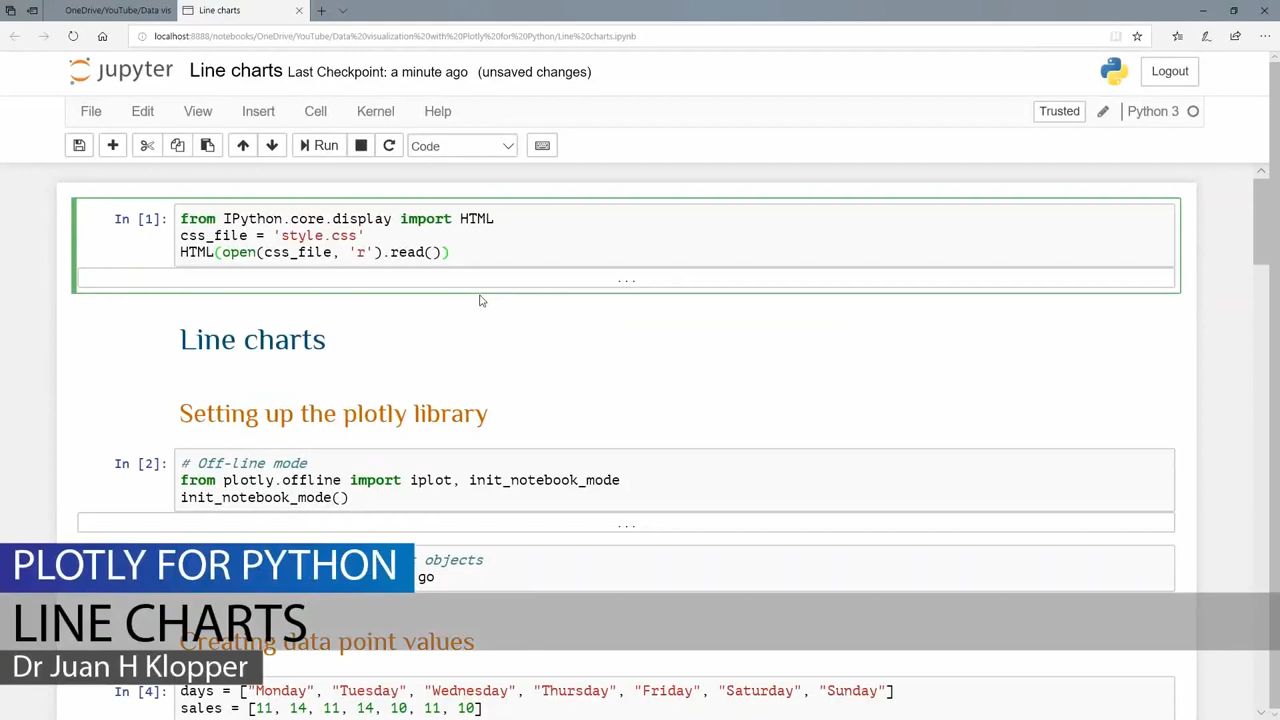 OneDrive/YouTube/Data vis
Line charts
localhost:8888/notebooks/OneDrive/YouTube/Data%20visualization%20with%20Plotly%20for%20Python/Line%20charts.ipynb
jupyter Line charts Last Checkpoint: a minute ago (unsaved changes)
Logout
File Edit View Insert Cell Kernel Help
Trusted
Python 3
Run
Code
In [1]: from IPython.core.display import HTML
css_file = 'style.css'
HTML(open(css_file, 'r').read())
...
Line charts
Setting up the plotly library
In [2]: # Off-line mode
from plotly.offline import iplot, init_notebook_mode
init_notebook_mode()
...
objects
go
PLOTLY FOR PYTHON
LINE CHARTS
Creating data point values
Dr Juan H Klopper
In [4]: days = ["Monday", "Tuesday", "Wednesday", "Thursday", "Friday", "Saturday", "Sunday"]
sales = [11, 14, 11, 14, 10, 11, 10]